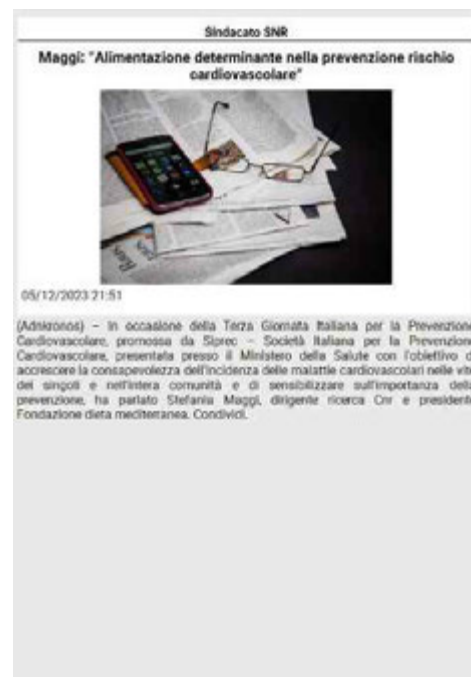 Sindacato SNR
Maggi: "Alimentazione determinante nella prevenzione rischio
cardiovascolare"
05/12/2023 21:51
(Adnkronos) – In occasione della Terza Giornata Italiana per la Prevenzione
Cardiovascolare, promossa da Siprec – Società Italiana per la Prevenzione
Cardiovascolare, presentata presso il Ministero della Salute con l'obiettivo d
accrescere la consapevolezza dell'incidenza delle malattie cardiovascolari nelle vite
dei singoli e nell'intera comunità e di sensibilizzare sull'importanza della
prevenzione, ha parlato Stefania Maggi, dirigente ricerca Cnr e presidente
Fondazione dieta mediterranea. Condividi.